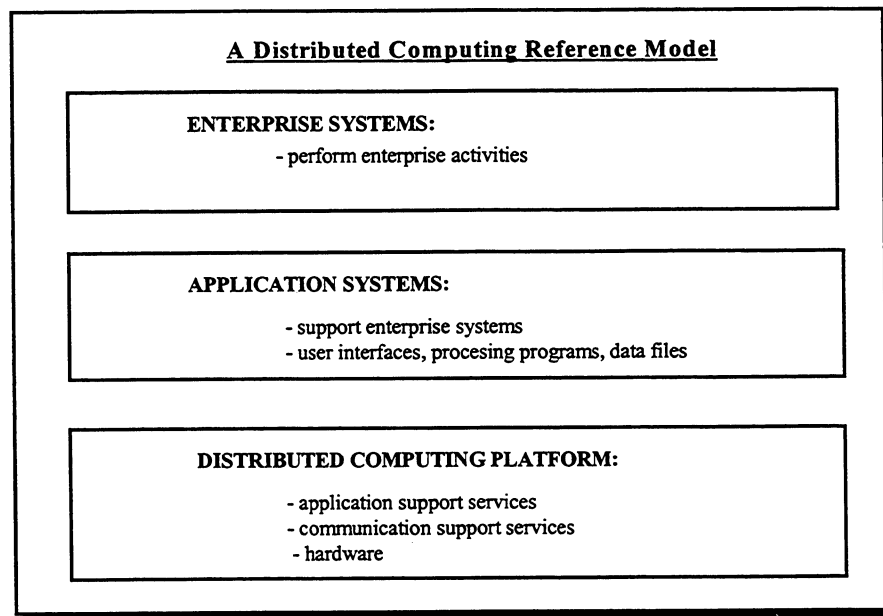 A Distributed Computing Reference Model
ENTERPRISE SYSTEMS:
- perform enterprise activities
APPLICATION SYSTEMS:
- support enterprise systems
- user interfaces, procesing programs, data files
DISTRIBUTED COMPUTING PLATFORM:
- application support services
- communication support services
- hardware